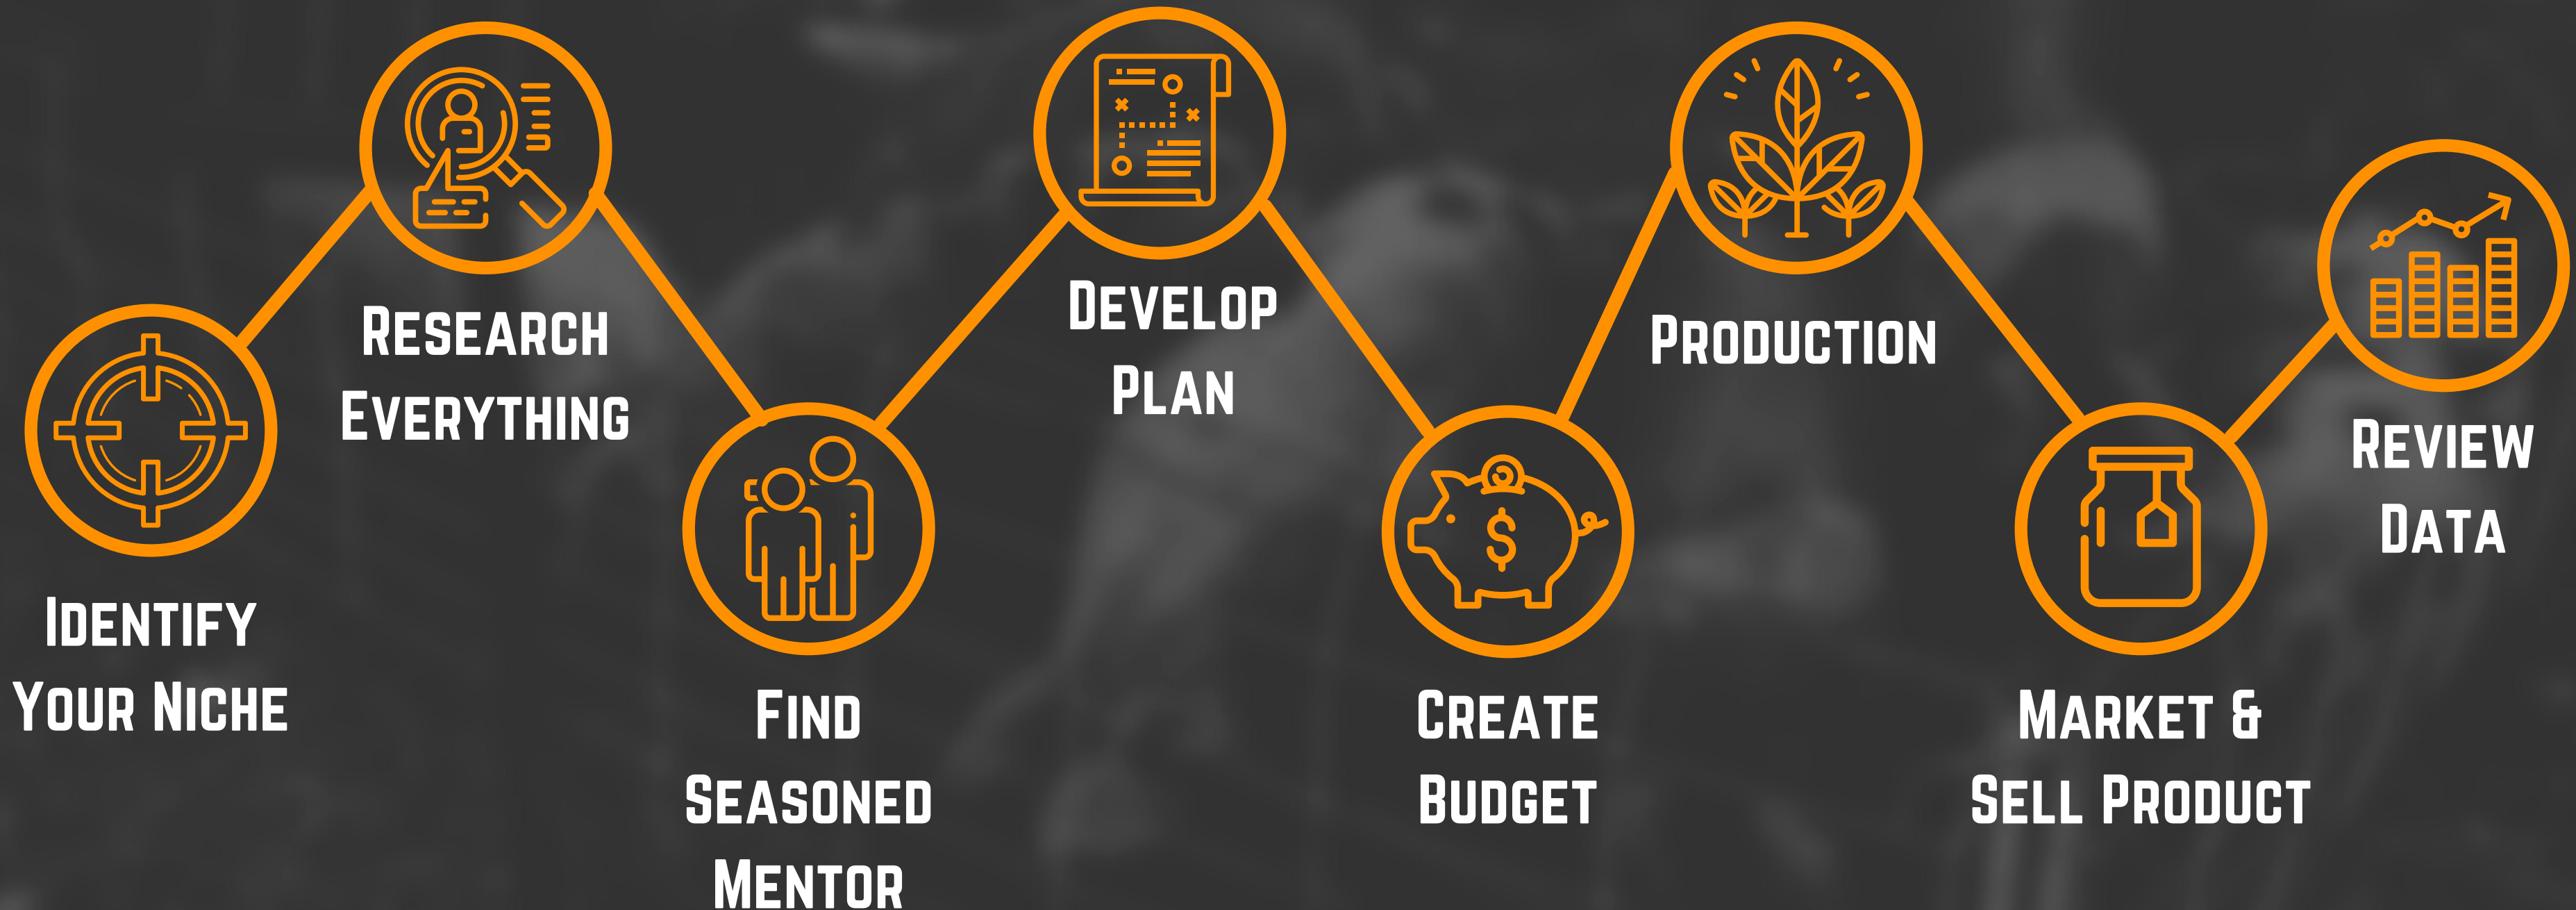 Identify
Your Niche
Research
Everything
Find
Seasoned
Mentor
Develop
Plan
Create
Budget
Production
Market &
Sell Product
Review
Data